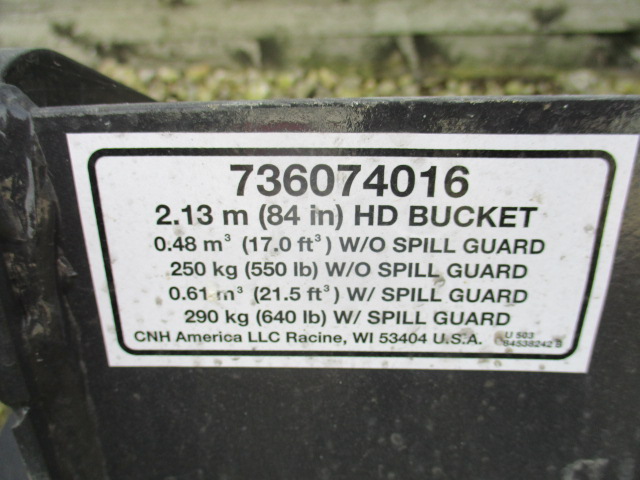 736074016
2.13 m (84 in) HD BUCKET
0.48 m³ (17.0 ft³) W/O SPILL GUARD
250 kg (550 lb) W/O SPILL GUARD
0.61 m³ (21.5 ft³) W/ SPILL GUARD
290 kg (640 lb) W/ SPILL GUARD
CNH America LLC Racine, WI 53404 U.S.A.
U 503
84538242 B